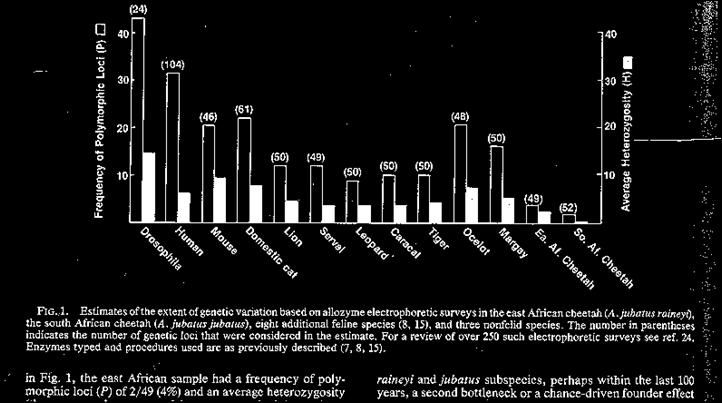 (24)
(104)
(46)
(61)
(50)
(49)
(50)
(50)
(50)
(48)
(50)
(49)
(52)
Frequency of Polymorphic Loci (P)
40
30
20
10
40
30
20
10
Average Heterozygosity (H)
Drosophila
Human
Mouse
Domestic cat
Lion
Serval
Leopard
Caracal
Tiger
Ocelot
Margay
Ea. Af. Cheetah
So. Af. Cheetah
FIG. 1. Estimates of the extent of genetic variation based on allozyme electrophoretic surveys in the east African cheetah (A. jubatus raineyi),
the south African cheetah (A. jubatus jubatus), eight additional feline species (8, 15), and three nonfelid species. The number in parentheses
indicates the number of genetic loci that were considered in the estimate. For a review of over 250 such electrophoretic surveys see ref. 24.
Enzymes typed and procedures used are as previously described (7, 8, 15).
in Fig. 1, the east African sample had a frequency of poly-
morphic loci (P) of 2/49 (4%) and an average heterozygosity
raineyi and jubatus subspecies, perhaps within the last 100
years, a second bottleneck or a chance-driven founder effect